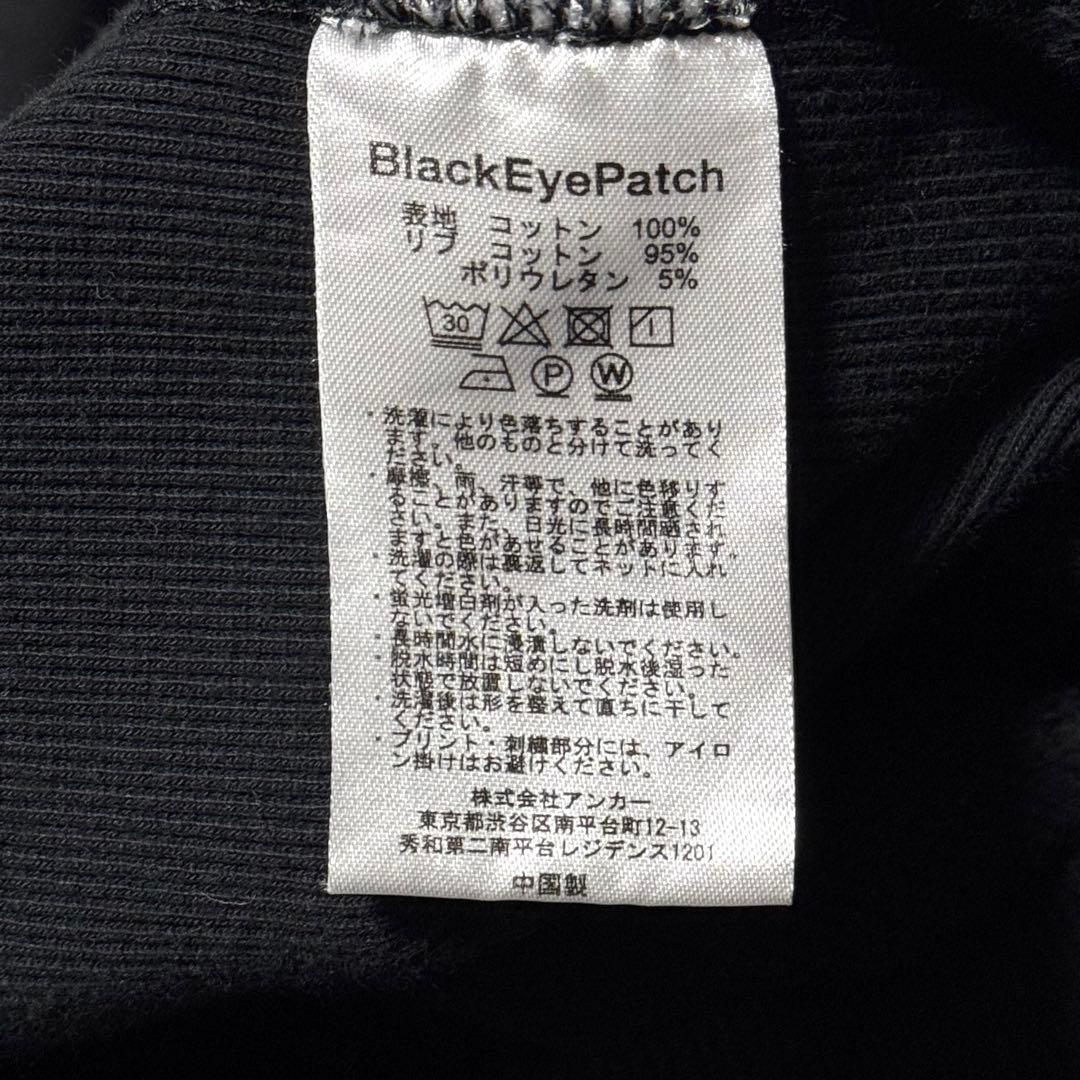 BlackEyePatch
表地 コットン 100%
リブ コットン 95%
ポリウレタン 5%
30
P W
・洗濯により色落ちすることがあり
ます。他のものと分けて洗ってく
ださい。
・摩擦、雨、汗等で、他に色移りす
ることがありますのでご注意くだ
さい。また、日光に長時間晒され
ますと色があせることがあります。
・洗濯の際は裏返してネットに入れ
てください。
・蛍光増白剤が入った洗剤は使用し
ないでください。
・長時間水に浸漬しないでください。
・脱水時間は短めにし脱水後湿った
状態で放置しないでください。
・洗濯後は形を整えて直ちに干して
ください。
・プリント・刺繍部分には、アイロ
ン掛けはお避けください。
株式会社アンカー
東京都渋谷区南平台町12-13
秀和第二南平台レジデンス1201
中国製